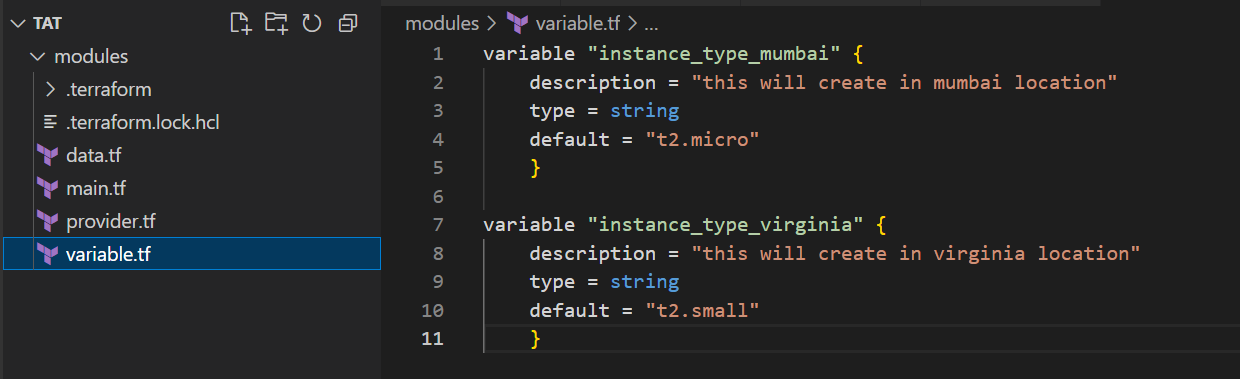 TAT
modules
.terraform
.terraform.lock.hcl
data.tf
main.tf
provider.tf
variable.tf
modules > variable.tf > ...
1 variable "instance_type_mumbai" {
2     description = "this will create in mumbai location"
3     type = string
4     default = "t2.micro"
5     }
6
7 variable "instance_type_virginia" {
8     description = "this will create in virginia location"
9     type = string
10     default = "t2.small"
11     }